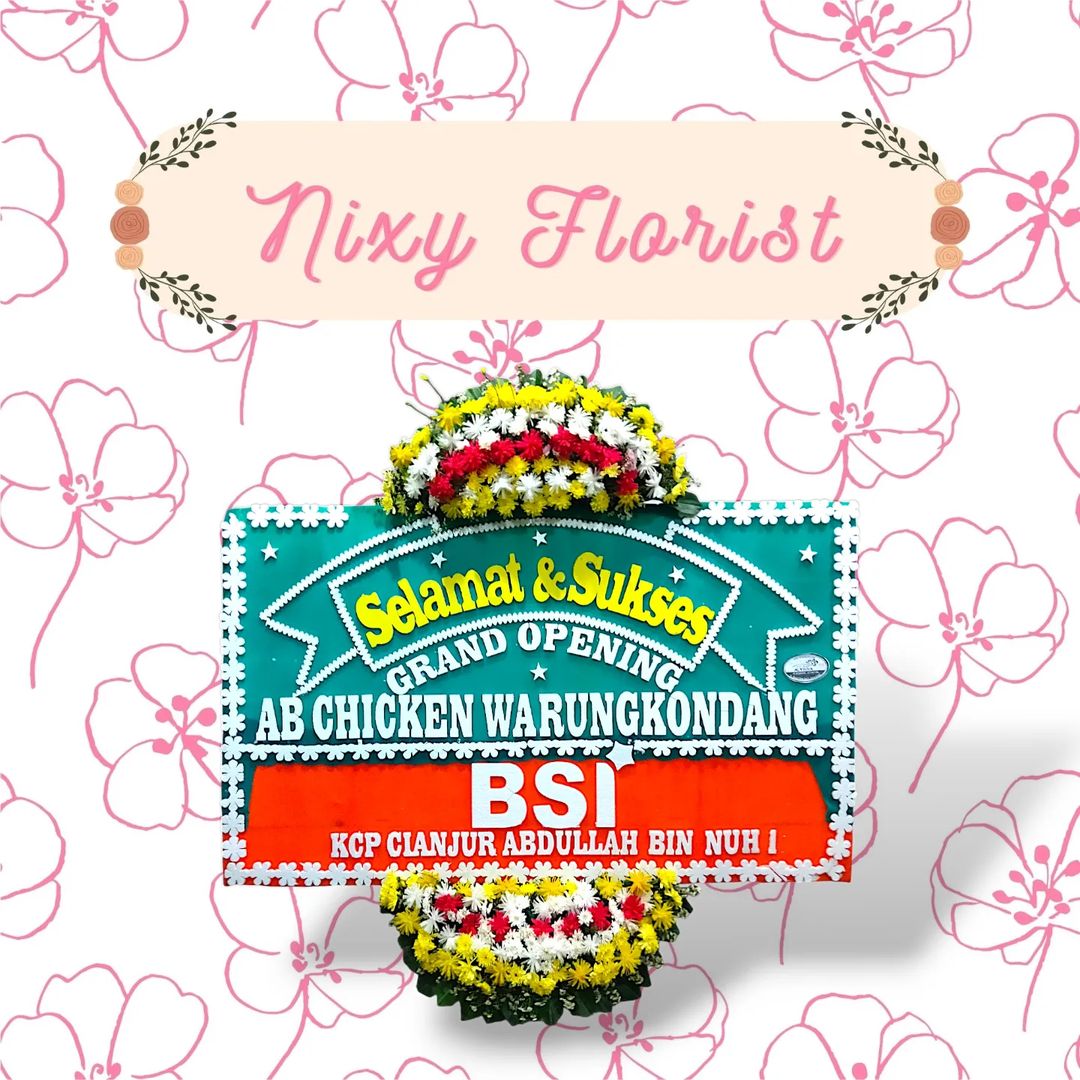 Nixy Florist
Selamat & Sukses
GRAND OPENING
AB CHICKEN WARUNGKONDANG
BSI
KCP CIANJUR ABDULLAH BIN NUH 1